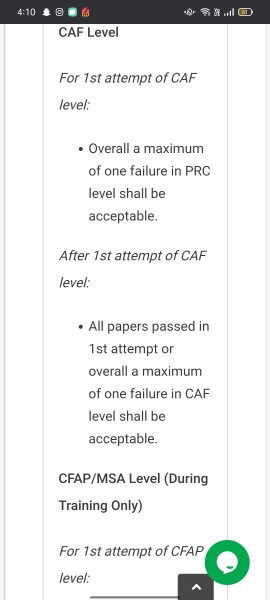 4:10
CAF Level
For 1st attempt of CAF
level:
• Overall a maximum
of one failure in PRC
level shall be
acceptable.
After 1st attempt of CAF
level:
• All papers passed in
1st attempt or
overall a maximum
of one failure in CAF
level shall be
acceptable.
CFAP/MSA Level (During
Training Only)
For 1st attempt of CFAP
level: